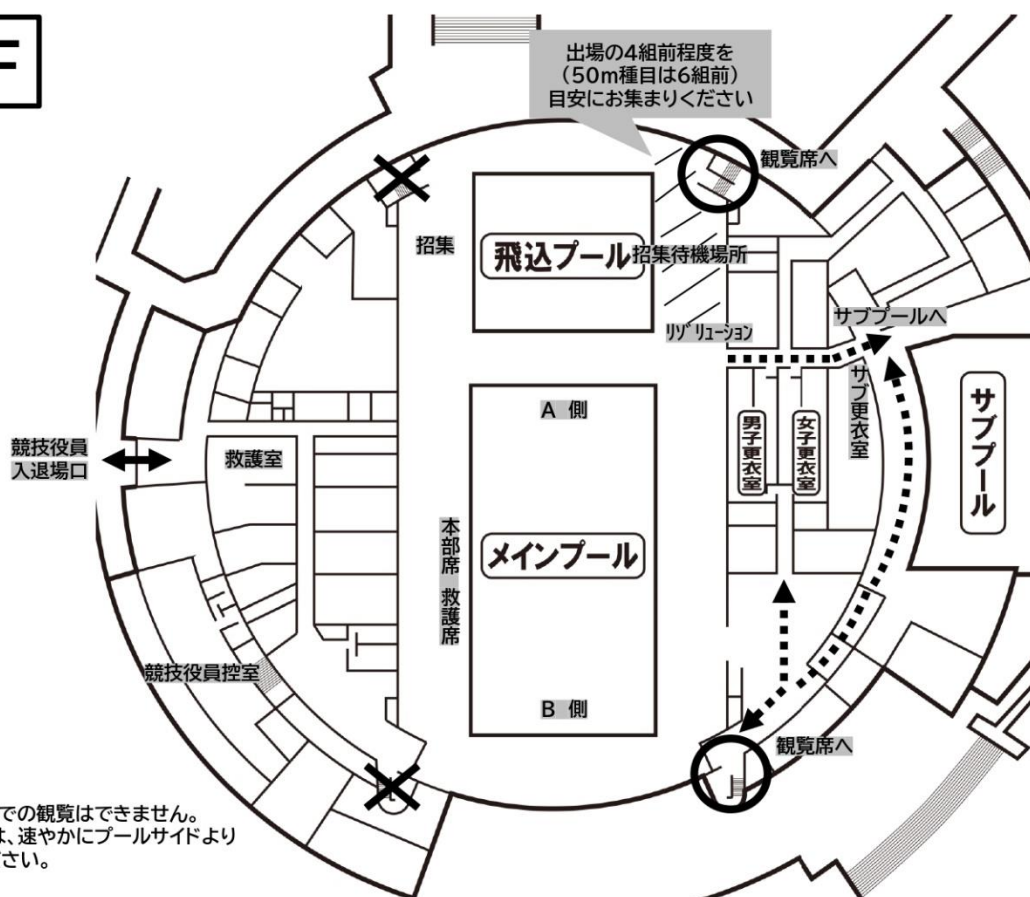 F
出場の4組前程度を
(50m種目は6組前)
目安にお集まりください
観覧席へ
招集
飛込プール
招集待機場所
リゾリューション
サブプールへ
A 側
男子更衣室
女子更衣室
サブ更衣室
サブプール
競技役員
入退場口
救護室
本部席 救護席
メインプール
競技役員控室
B 側
観覧席へ
での観覧はできません。
は、速やかにプールサイドより
ださい。